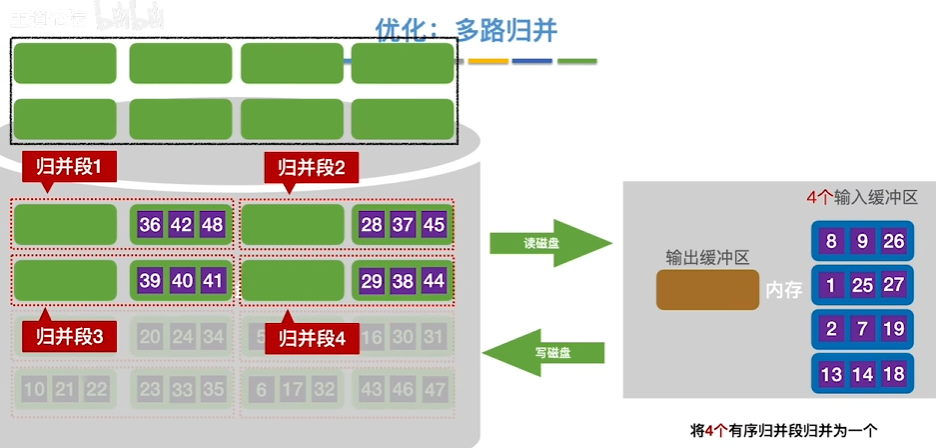 优化：多路归并
归并段1
归并段2
36 42 48
28 37 45
39 40 41
29 38 44
归并段3
归并段4
20 24 34
5
16 30 31
10 21 22
23 33 35
6 17 32
43 46 47
读磁盘
写磁盘
4个输入缓冲区
输出缓冲区
内存
8 9 26
1 25 27
2 7 19
13 14 18
将4个有序归并段归并为一个